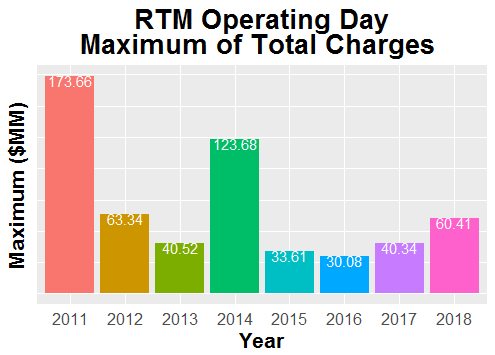 RTM Operating Day
Maximum of Total Charges
Maximum ($MM)
173.66
63.34
40.52
123.68
33.61
30.08
40.34
60.41
2011 2012 2013 2014 2015 2016 2017 2018
Year